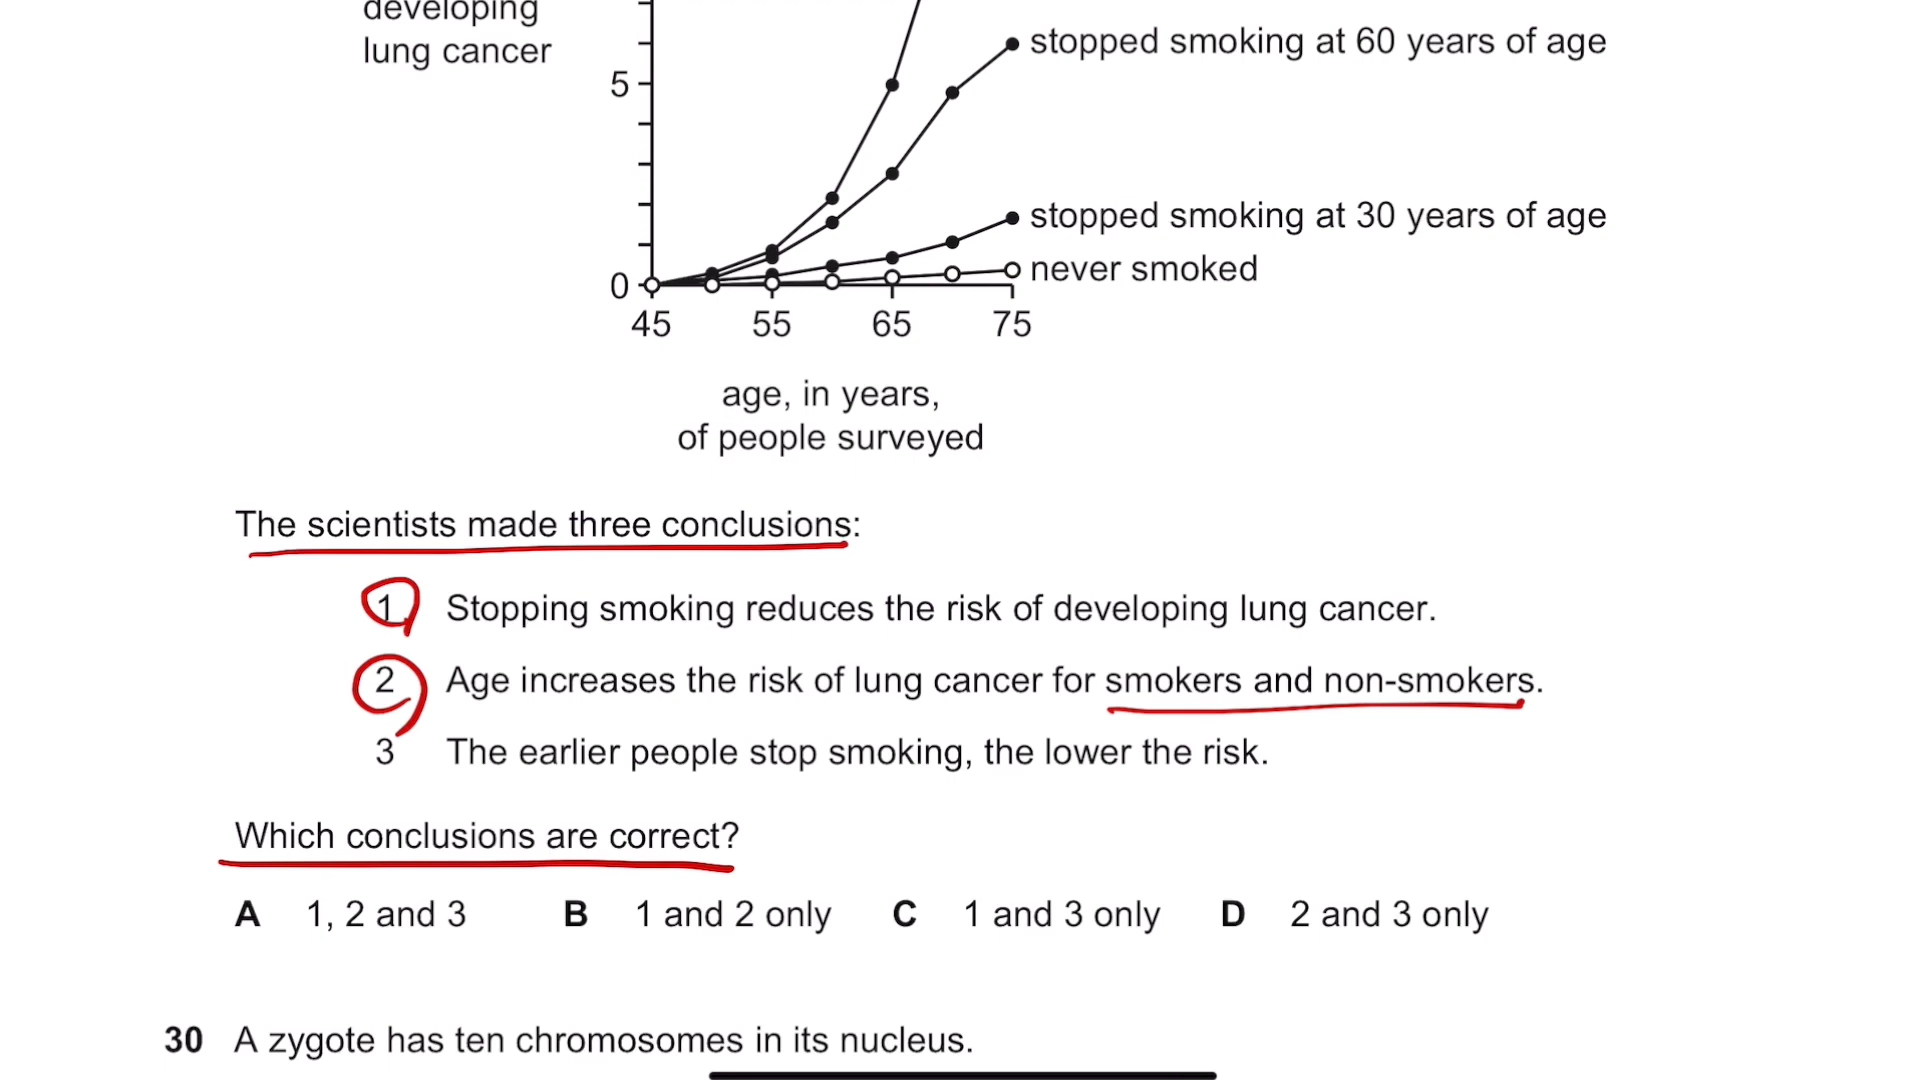 developing
lung cancer
stopped smoking at 60 years of age
5
stopped smoking at 30 years of age
never smoked
0
45 55 65 75
age, in years,
of people surveyed
The scientists made three conclusions:
1 Stopping smoking reduces the risk of developing lung cancer.
2 Age increases the risk of lung cancer for smokers and non-smokers.
3 The earlier people stop smoking, the lower the risk.
Which conclusions are correct?
A 1, 2 and 3 B 1 and 2 only C 1 and 3 only D 2 and 3 only
30 A zygote has ten chromosomes in its nucleus.